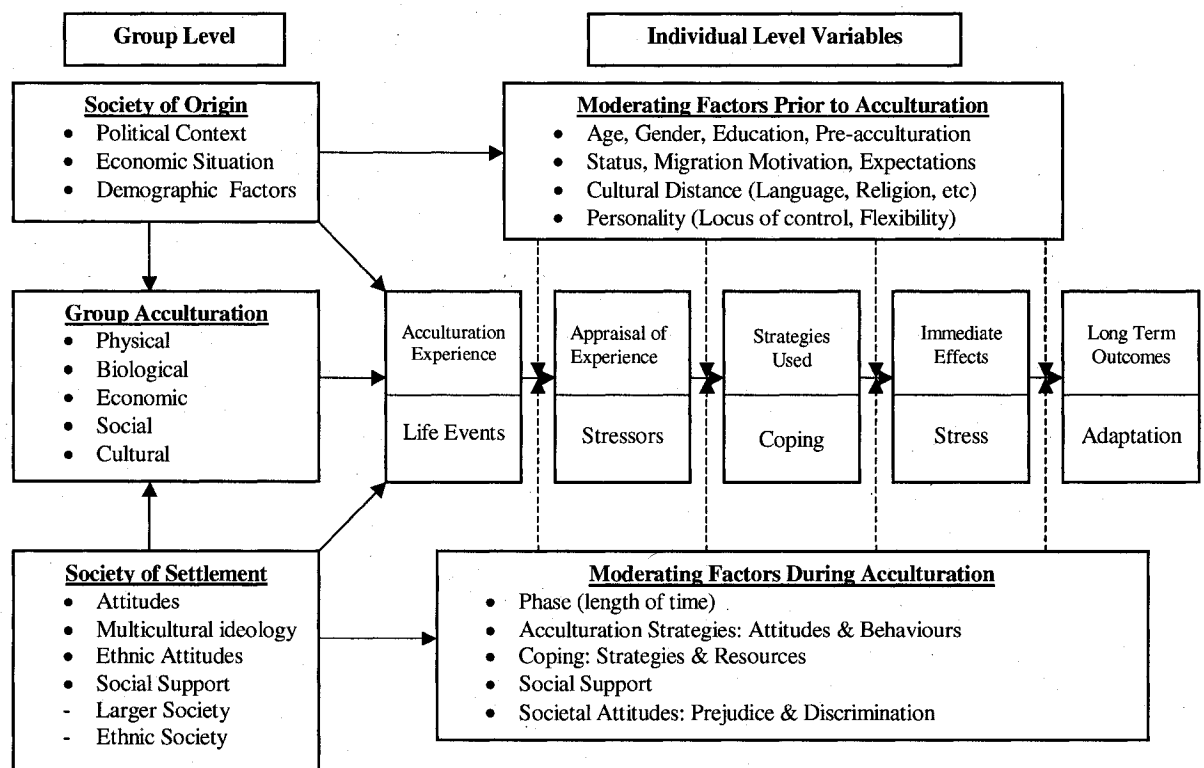 Group Level
Individual Level Variables
Society of Origin
• Political Context
• Economic Situation
• Demographic Factors
Moderating Factors Prior to Acculturation
• Age, Gender, Education, Pre-acculturation
• Status, Migration Motivation, Expectations
• Cultural Distance (Language, Religion, etc)
• Personality (Locus of control, Flexibility)
Group Acculturation
• Physical
• Biological
• Economic
• Social
• Cultural
Acculturation
Experience
Life Events
Appraisal of
Experience
Stressors
Strategies
Used
Coping
Immediate
Effects
Stress
Long Term
Outcomes
Adaptation
Society of Settlement
• Attitudes
• Multicultural ideology
• Ethnic Attitudes
• Social Support
- Larger Society
- Ethnic Society
Moderating Factors During Acculturation
• Phase (length of time)
• Acculturation Strategies: Attitudes & Behaviours
• Coping: Strategies & Resources
• Social Support
• Societal Attitudes: Prejudice & Discrimination